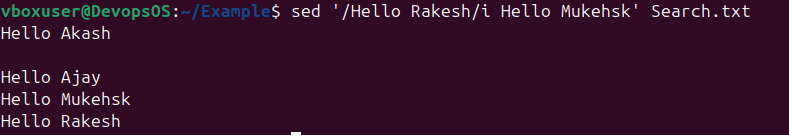 vboxuser@DevopsOS:~/Example$ sed '/Hello Rakesh/i Hello Mukehsk' Search.txt
Hello Akash

Hello Ajay
Hello Mukehsk
Hello Rakesh